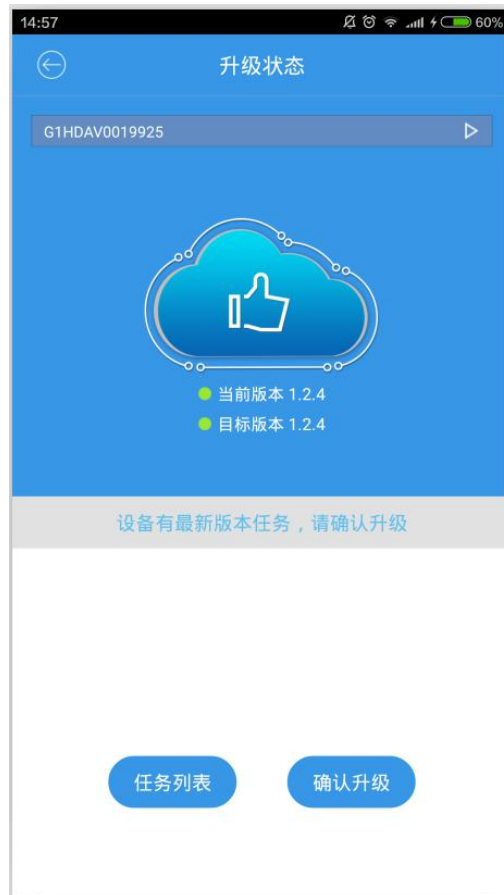 14:57
60%
升级状态
G1HDAV0019925
当前版本 1.2.4
目标版本 1.2.4
设备有最新版本任务，请确认升级
任务列表
确认升级